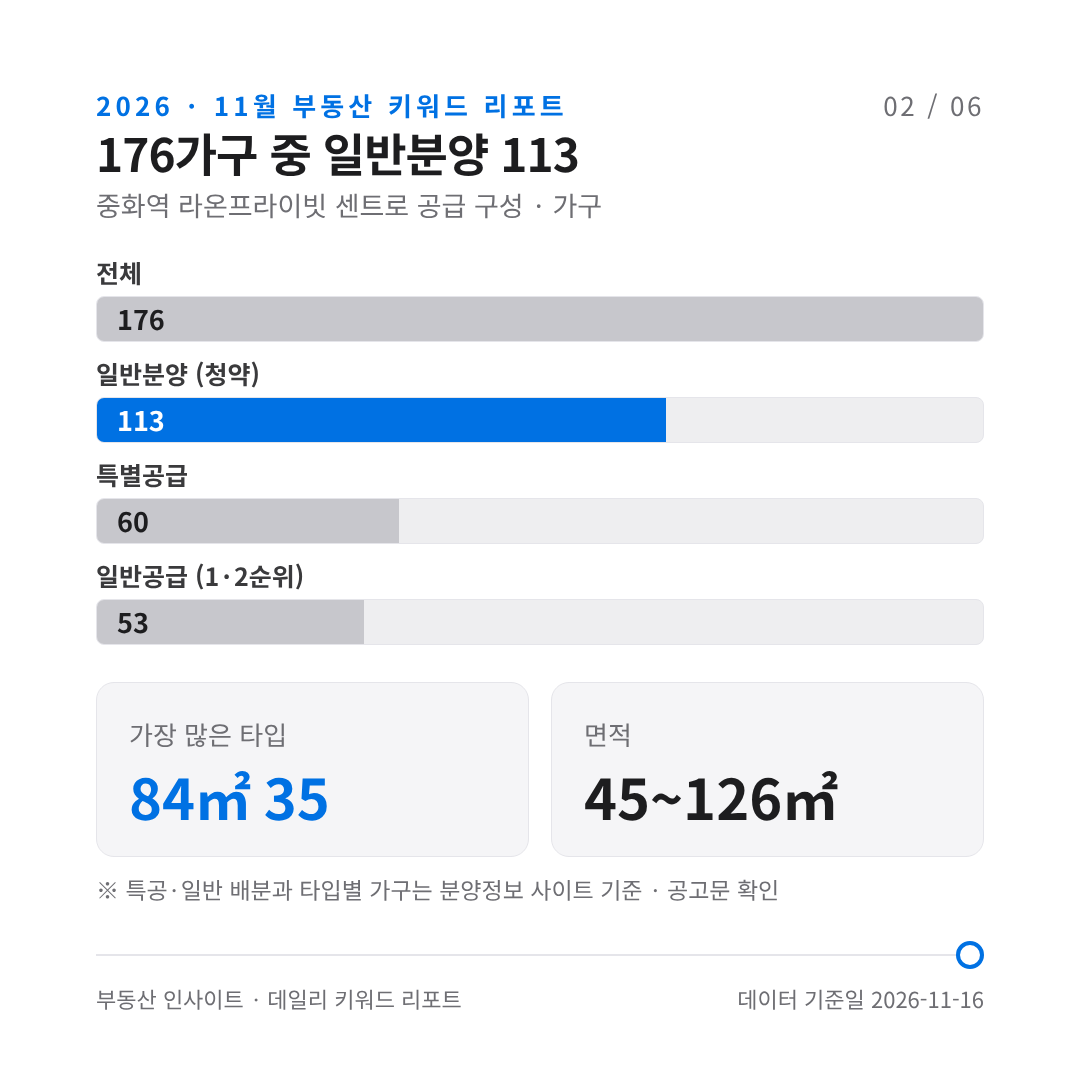 2026 · 11월 부동산 키워드 리포트
02 / 06
176가구 중 일반분양 113
중화역 라온프라이빗 센트로 공급 구성 · 가구
전체
176
일반분양 (청약)
113
특별공급
60
일반공급 (1·2순위)
53
가장 많은 타입
84㎡ 35
면적
45~126㎡
※ 특공·일반 배분과 타입별 가구는 분양정보 사이트 기준 · 공고문 확인
부동산 인사이트 · 데일리 키워드 리포트
데이터 기준일 2026-11-16